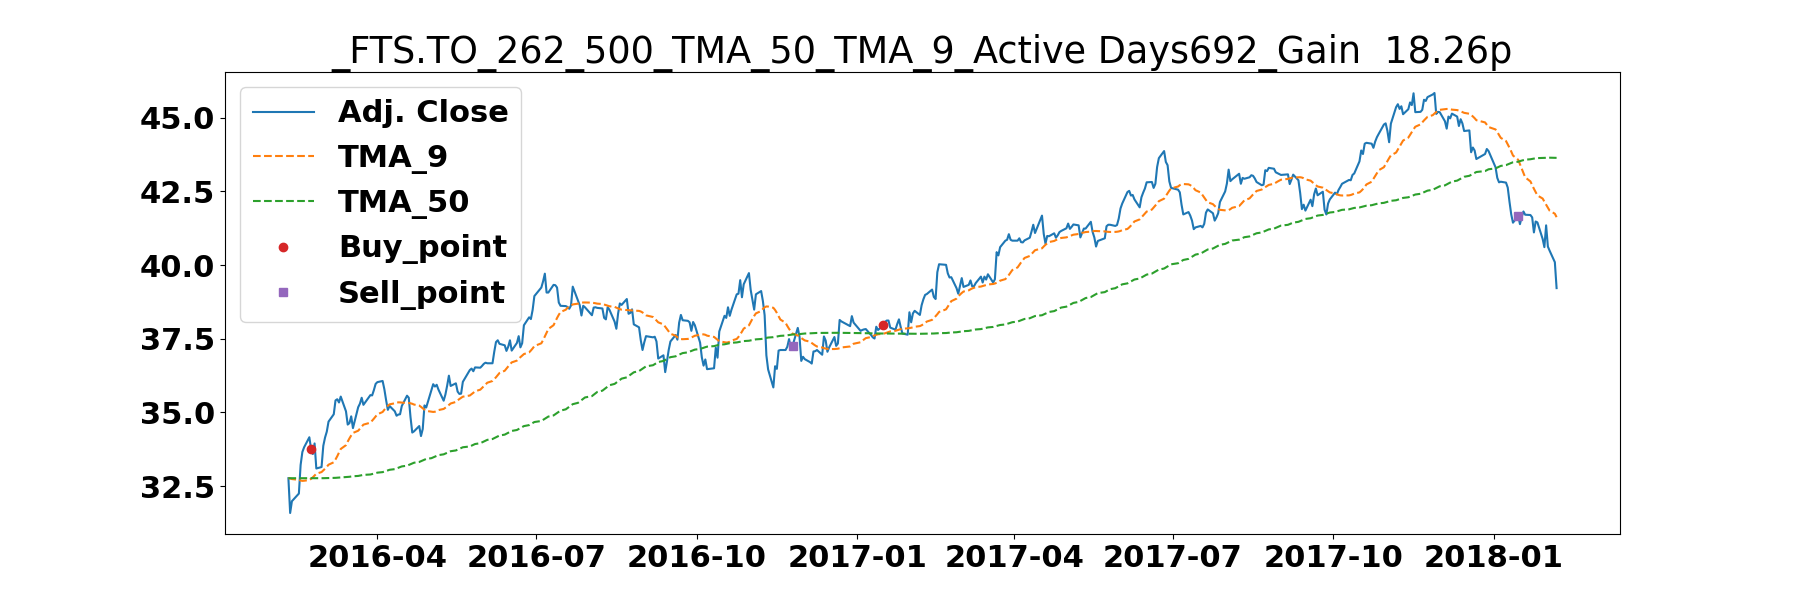 _FTS.TO_262_500_TMA_50_TMA_9_Active Days692_Gain  18.26p
Adj. Close
TMA_9
TMA_50
Buy_point
Sell_point
45.0
42.5
40.0
37.5
35.0
32.5
2016-04 2016-07 2016-10 2017-01 2017-04 2017-07 2017-10 2018-01